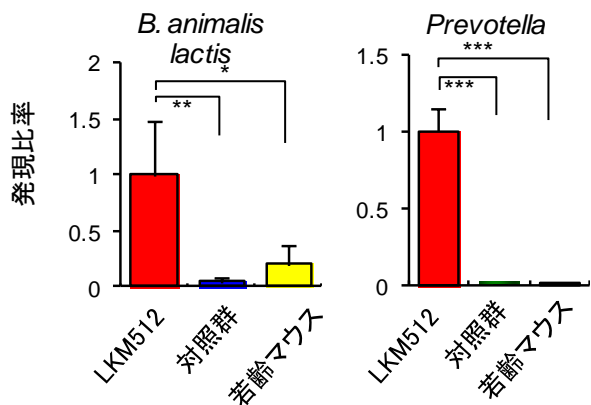 B. animalis
lactis
発現比率
2
1.5
1
0.5
0
*
**
LKM512
対照群
若齢マウス
Prevotella
1.5
1
0.5
0
***
***
LKM512
対照群
若齢マウス